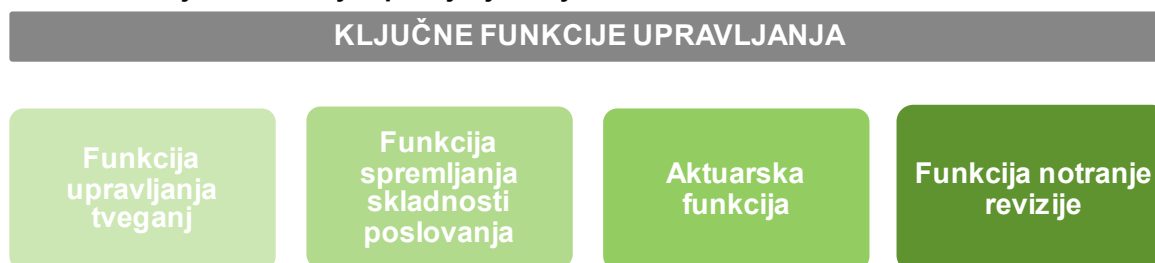 KLJUČNE FUNKCIJE UPRAVLJANJA
Funkcija
upravljanja
tveganj
Funkcija
spremljanja
skladnosti
poslovanja
Aktuarska
funkcija
Funkcija notranje
revizije